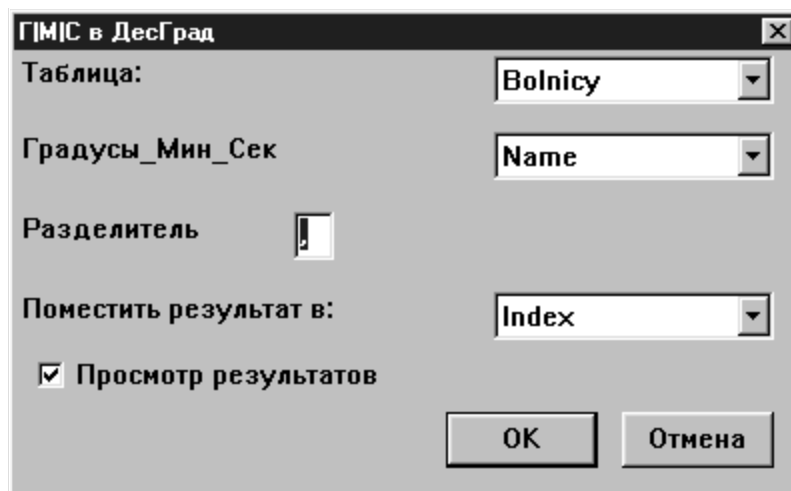 Г|М|С в ДесГрад
Таблица: Bolnicy
Градусы_Мин_Сек Name
Разделитель ,
Поместить результат в: Index
Просмотр результатов
OK Отмена